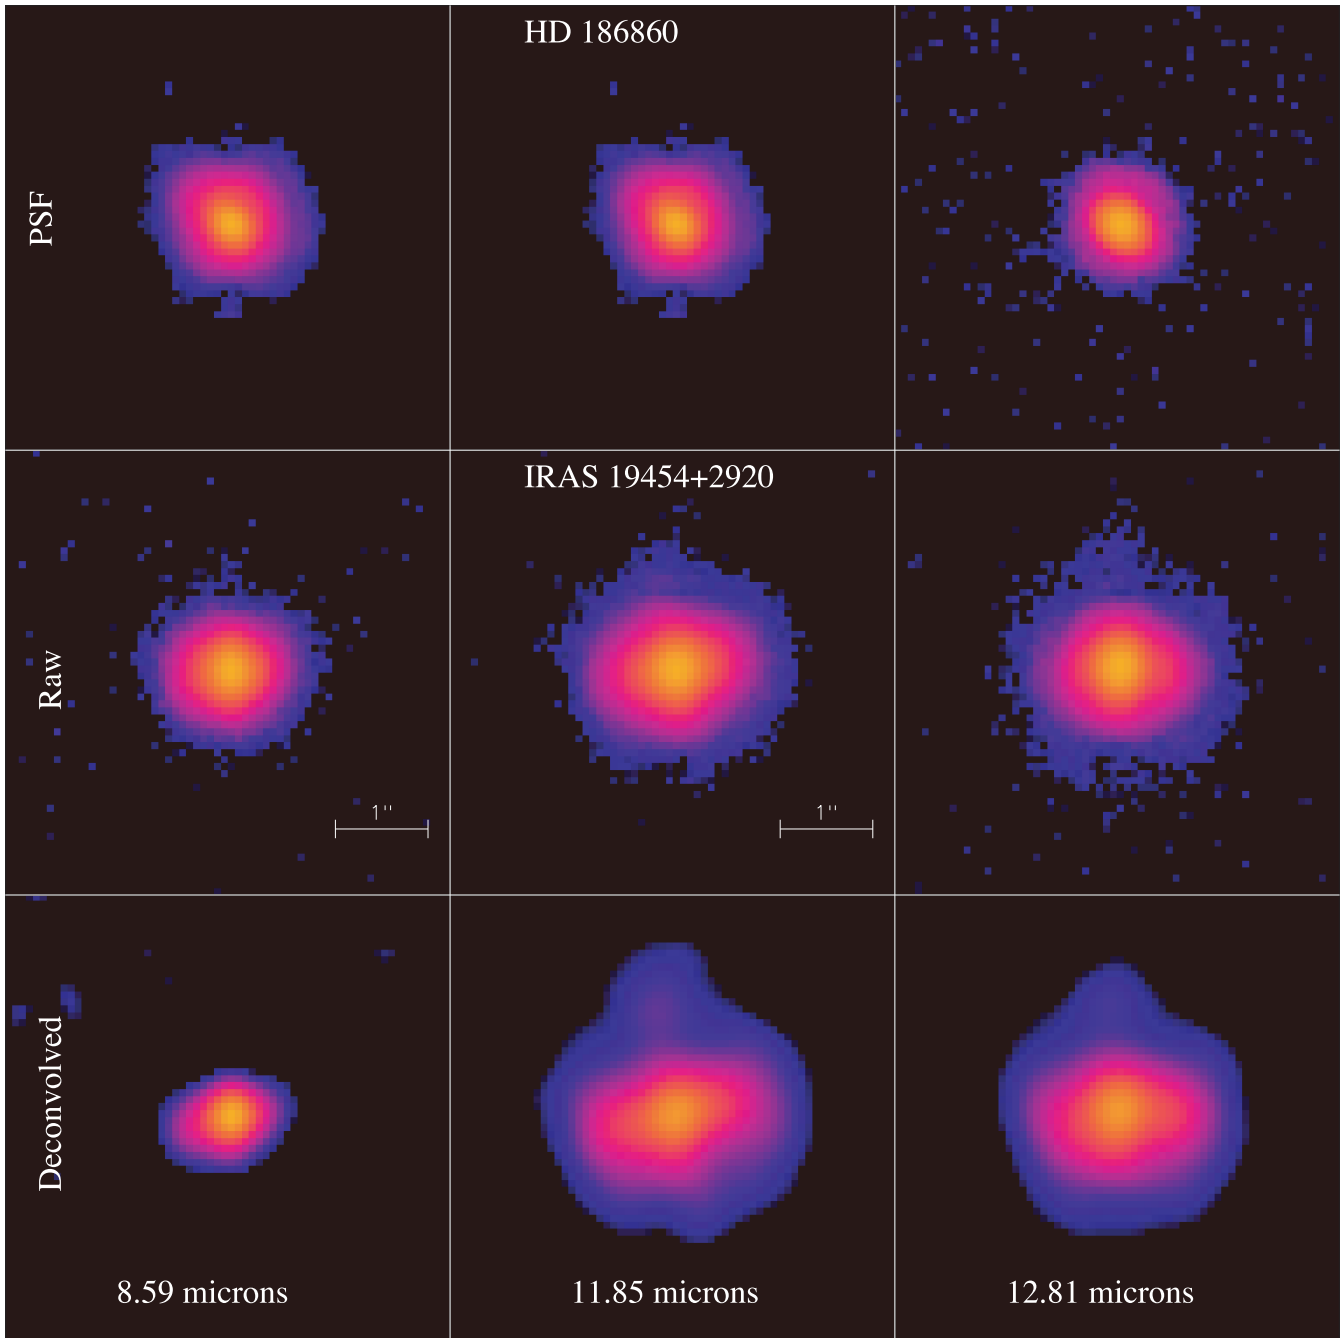 HD 186860
PSF
IRAS 19454+2920
Raw
1''
1''
Deconvolved
8.59 microns
11.85 microns
12.81 microns